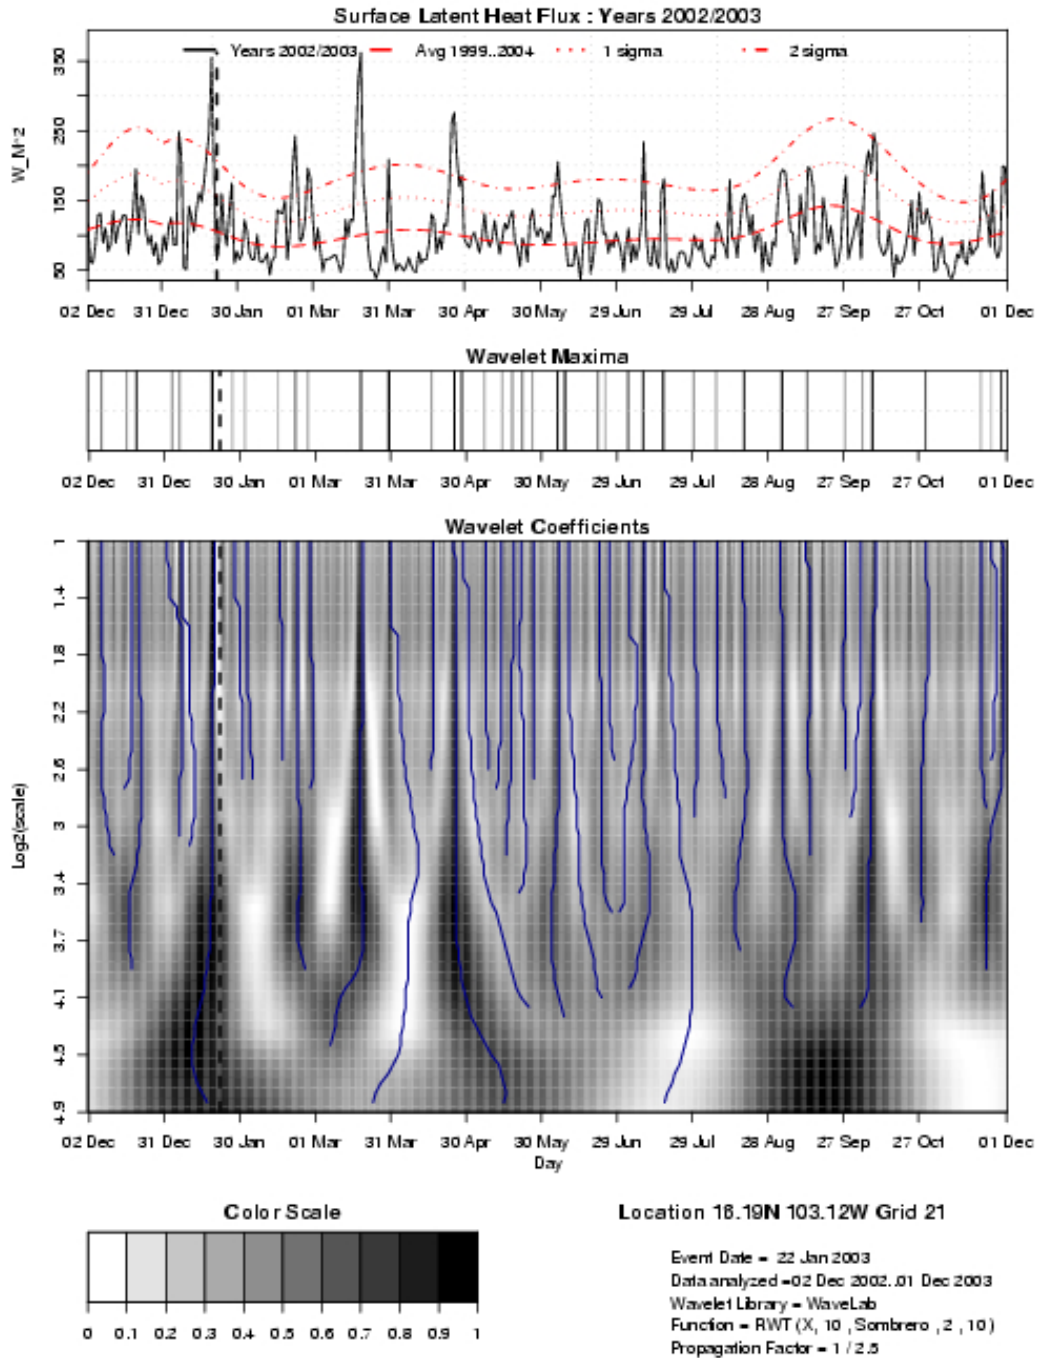 Surface Latent Heat Flux : Years 2002/2003
Years 2002/2003 Avg 1999..2004 1 sigma 2 sigma
W_M^2
350
250
150
50
02 Dec 31 Dec 30 Jan 01 Mar 31 Mar 30 Apr 30 May 29 Jun 29 Jul 28 Aug 27 Sep 27 Oct 01 Dec
Wavelet Maxima
02 Dec 31 Dec 30 Jan 01 Mar 31 Mar 30 Apr 30 May 29 Jun 29 Jul 28 Aug 27 Sep 27 Oct 01 Dec
Wavelet Coefficients
Log2(scale)
1
1.4
1.8
2.2
2.6
3
3.4
3.7
4.1
4.5
4.9
02 Dec 31 Dec 30 Jan 01 Mar 31 Mar 30 Apr 30 May 29 Jun 29 Jul 28 Aug 27 Sep 27 Oct 01 Dec
Day
Color Scale
0 0.1 0.2 0.3 0.4 0.5 0.6 0.7 0.8 0.9 1
Location 16.19N 103.12W Grid 21
Event Date = 22 Jan 2003
Data analyzed =02 Dec 2002..01 Dec 2003
Wavelet Library = WaveLab
Function = RWT (X, 10 , Sombrero , 2 , 10 )
Propagation Factor = 1 / 2.5